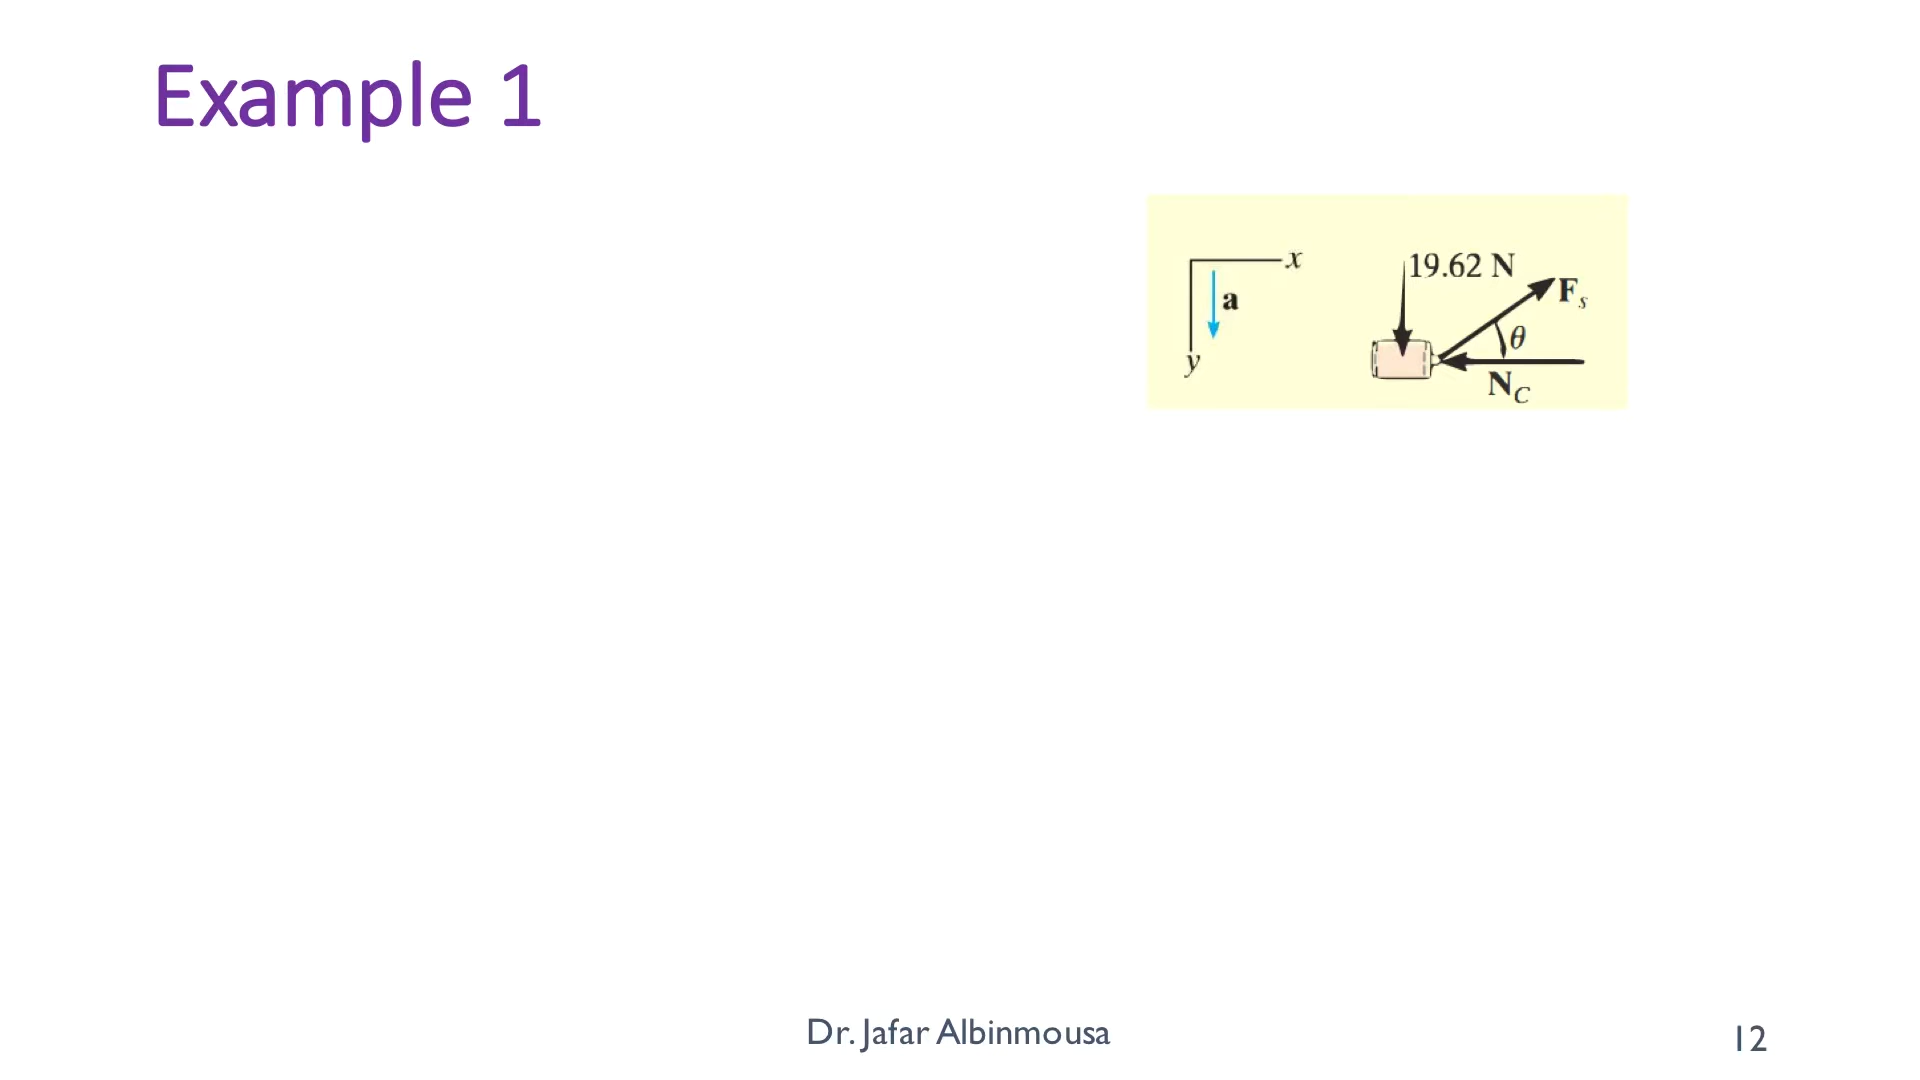 Example 1
x
19.62 N
a
F_s
θ
y
N_C
Dr. Jafar Albinmousa
12